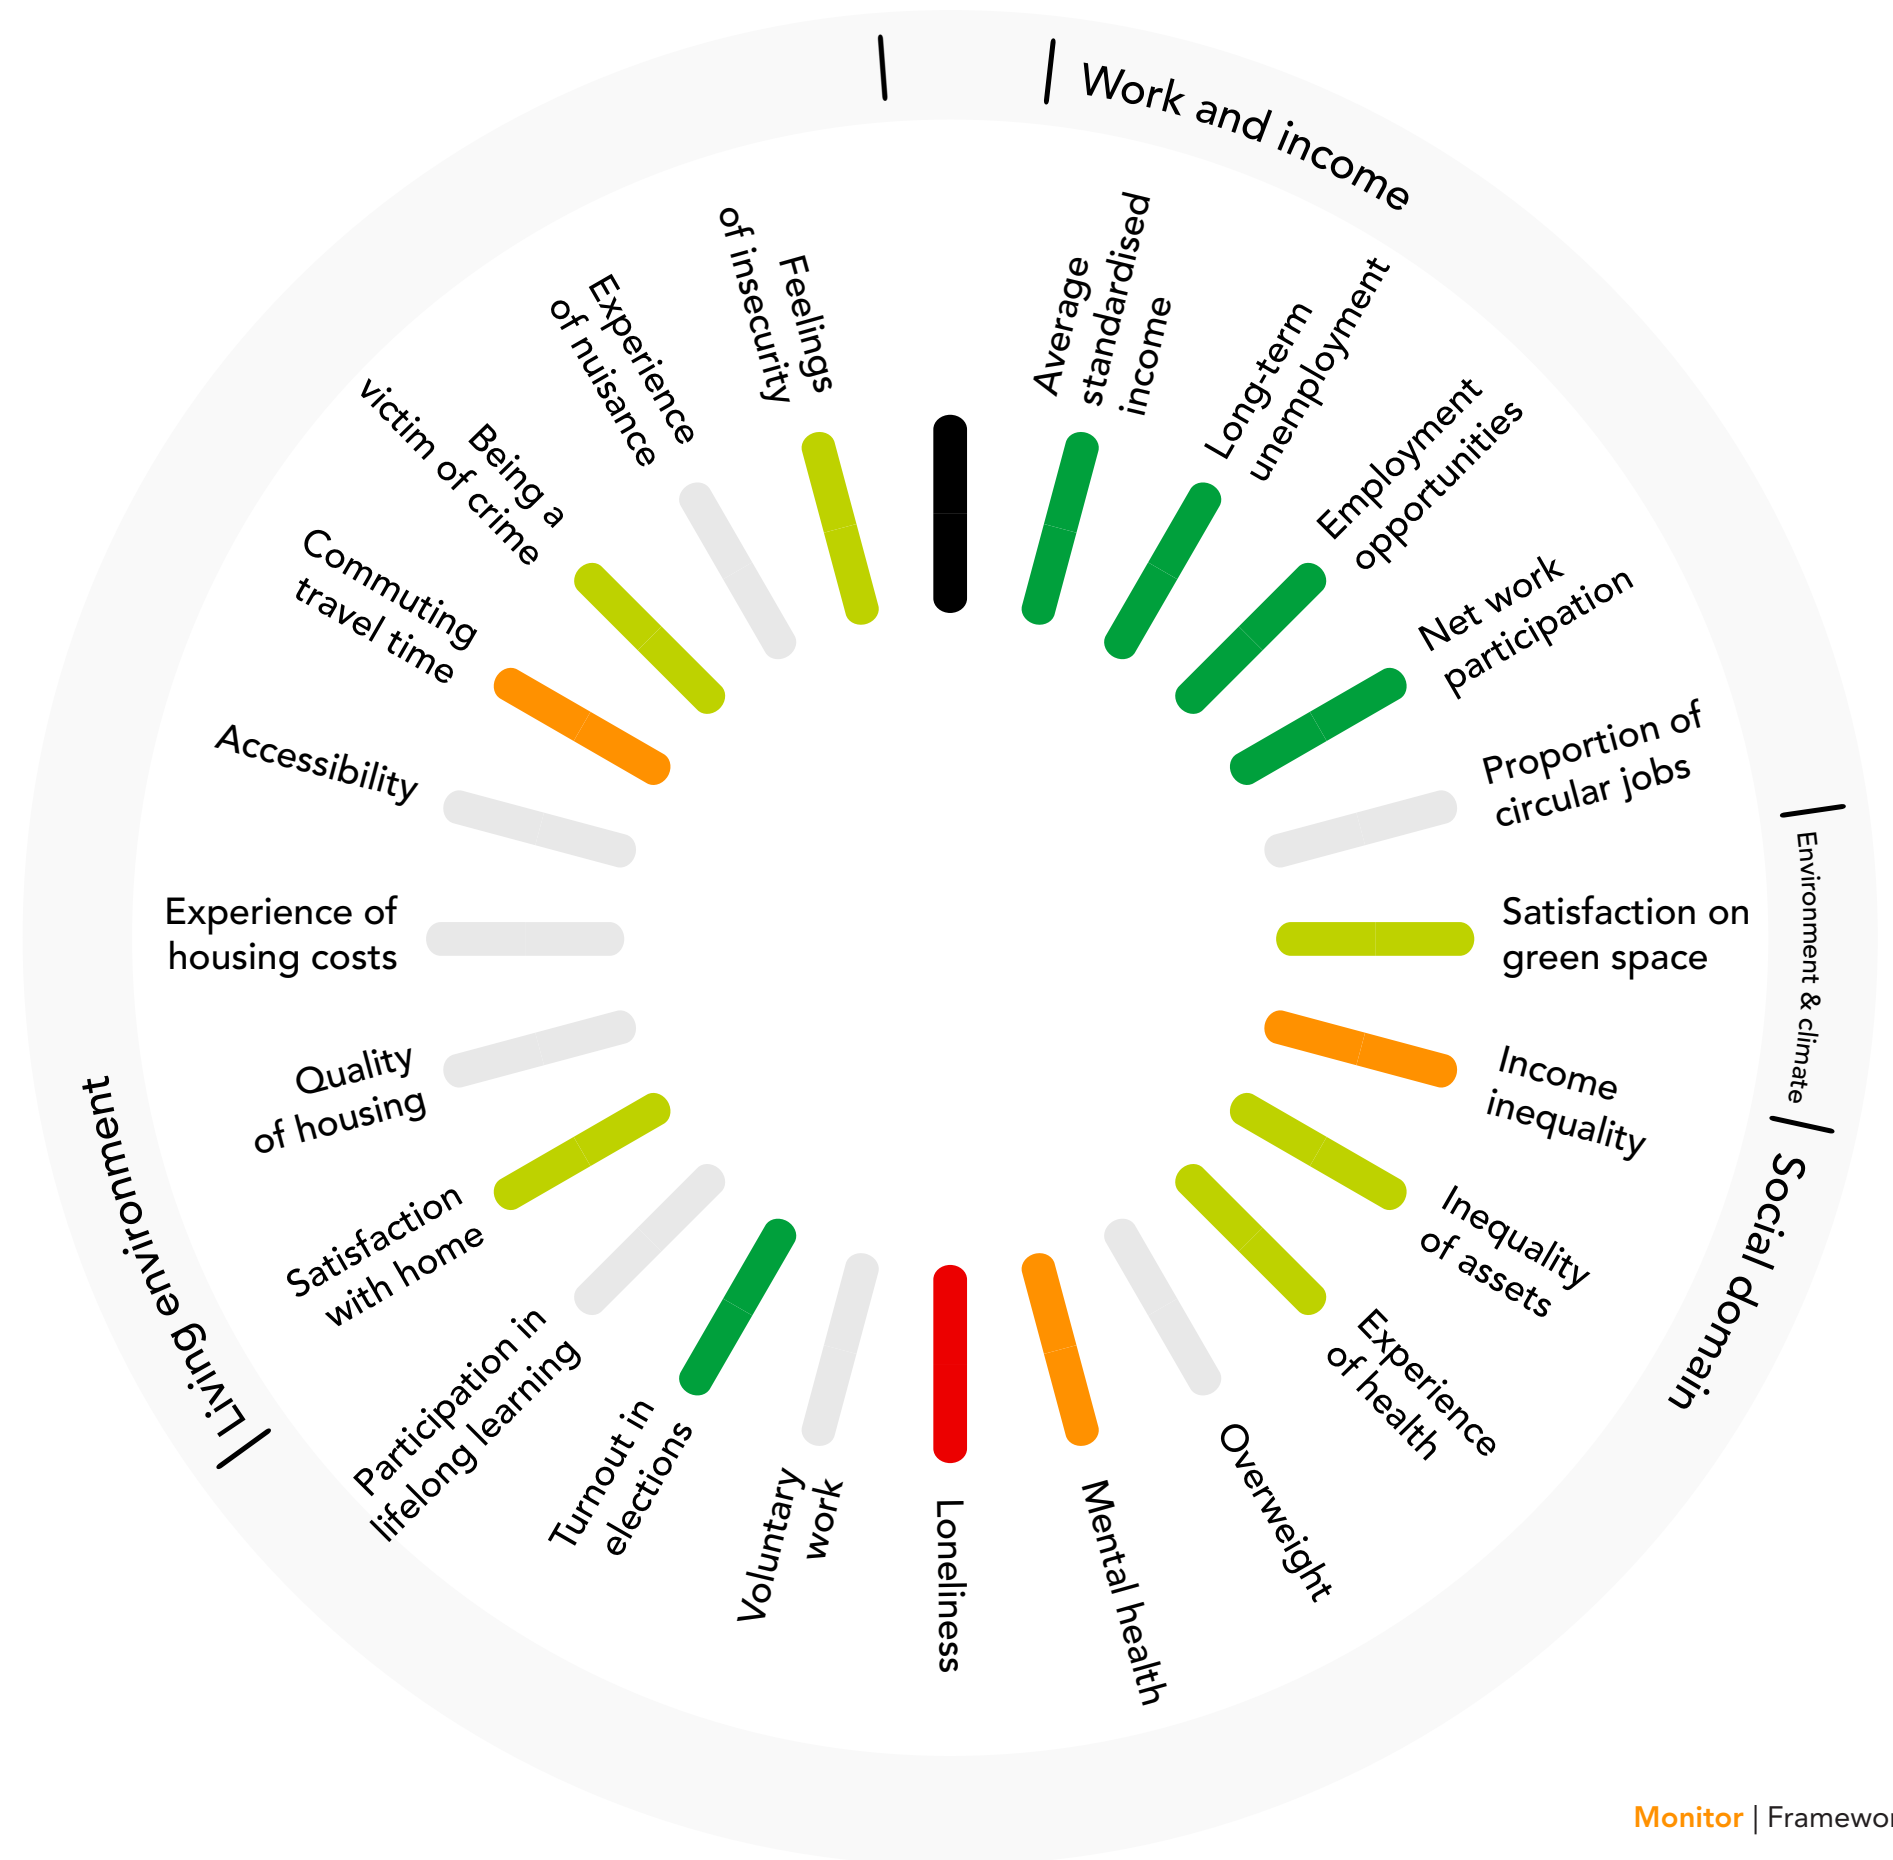 Work and income
Average
standardised
income
Long-term
unemployment
Employment
opportunities
Net work
participation
Proportion of
circular jobs
Environment & climate
Satisfaction on
green space
Income
inequality
Inequality
of assets
Social domain
Experience
of health
Overweight
Mental health
Loneliness
Voluntary
work
Turnout in
elections
Participation in
lifelong learning
Living environment
Satisfaction
with home
Quality
of housing
Experience of
housing costs
Accessibility
Commuting
travel time
Being a
victim of crime
Experience
of nuisance
Feelings
of insecurity
Monitor | Framewor